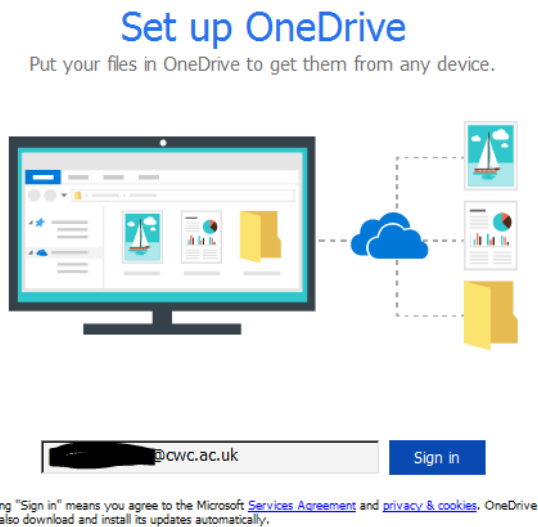 Set up OneDrive
Put your files in OneDrive to get them from any device.
@cwc.ac.uk
Sign in
ng "Sign in" means you agree to the Microsoft Services Agreement and privacy & cookies. OneDrive
also download and install its updates automatically.